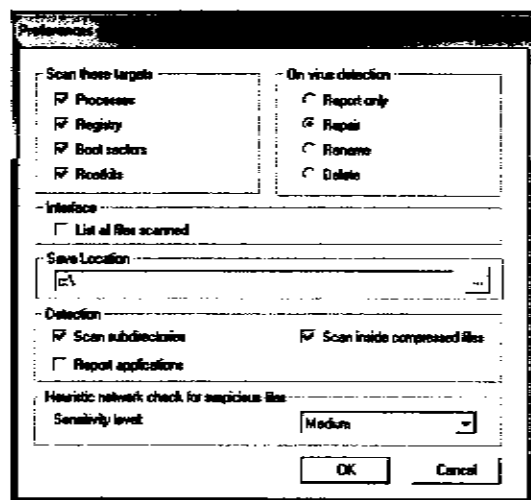 Preferences
Scan these targets
Processes
Registry
Boot sectors
Rootkits
On virus detection
Report only
Repair
Rename
Delete
Interface
List all files scanned
Save Location
c:\
...
Detection
Scan subdirectories
Scan inside compressed files
Report applications
Heuristic network check for suspicious files
Sensitivity level:
Medium
OK
Cancel